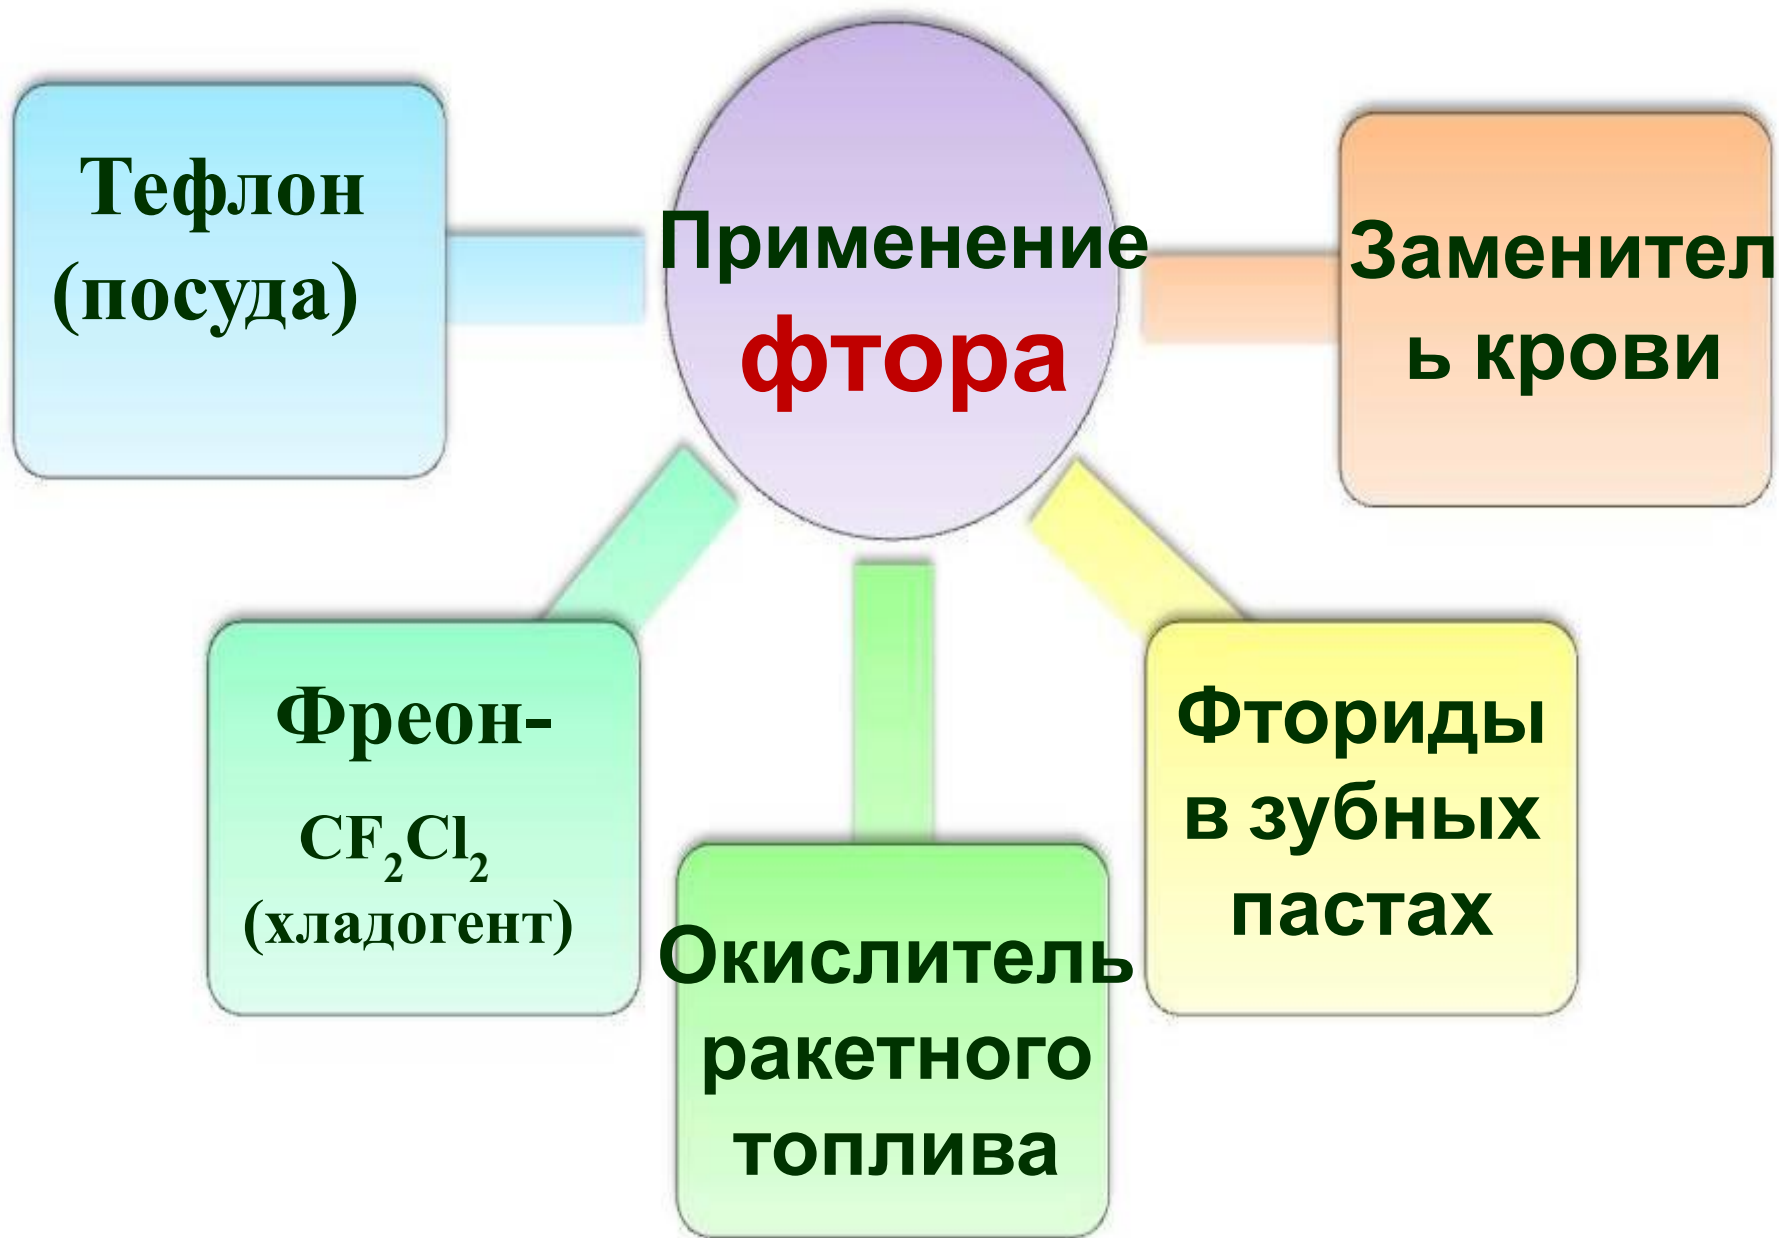 Применение
фтора
Тефлон
(посуда)
Фреон-
CF₂Cl₂
(хладогент)
Окислитель
ракетного
топлива
Фториды
в зубных
пастах
Заменител
ь крови